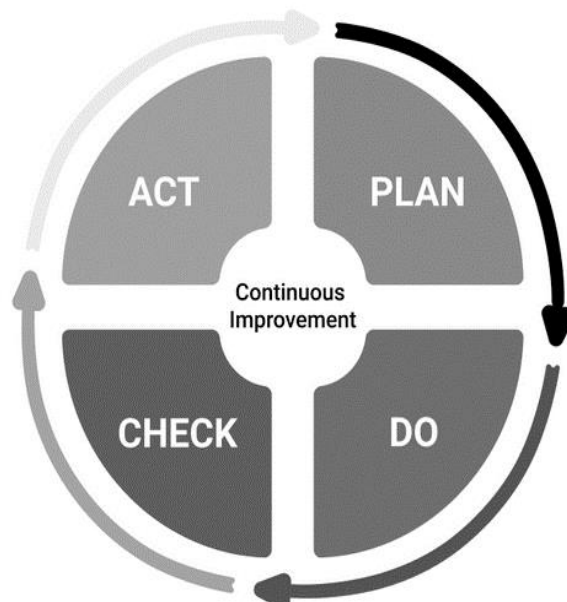 ACT
PLAN
Continuous
Improvement
CHECK
DO